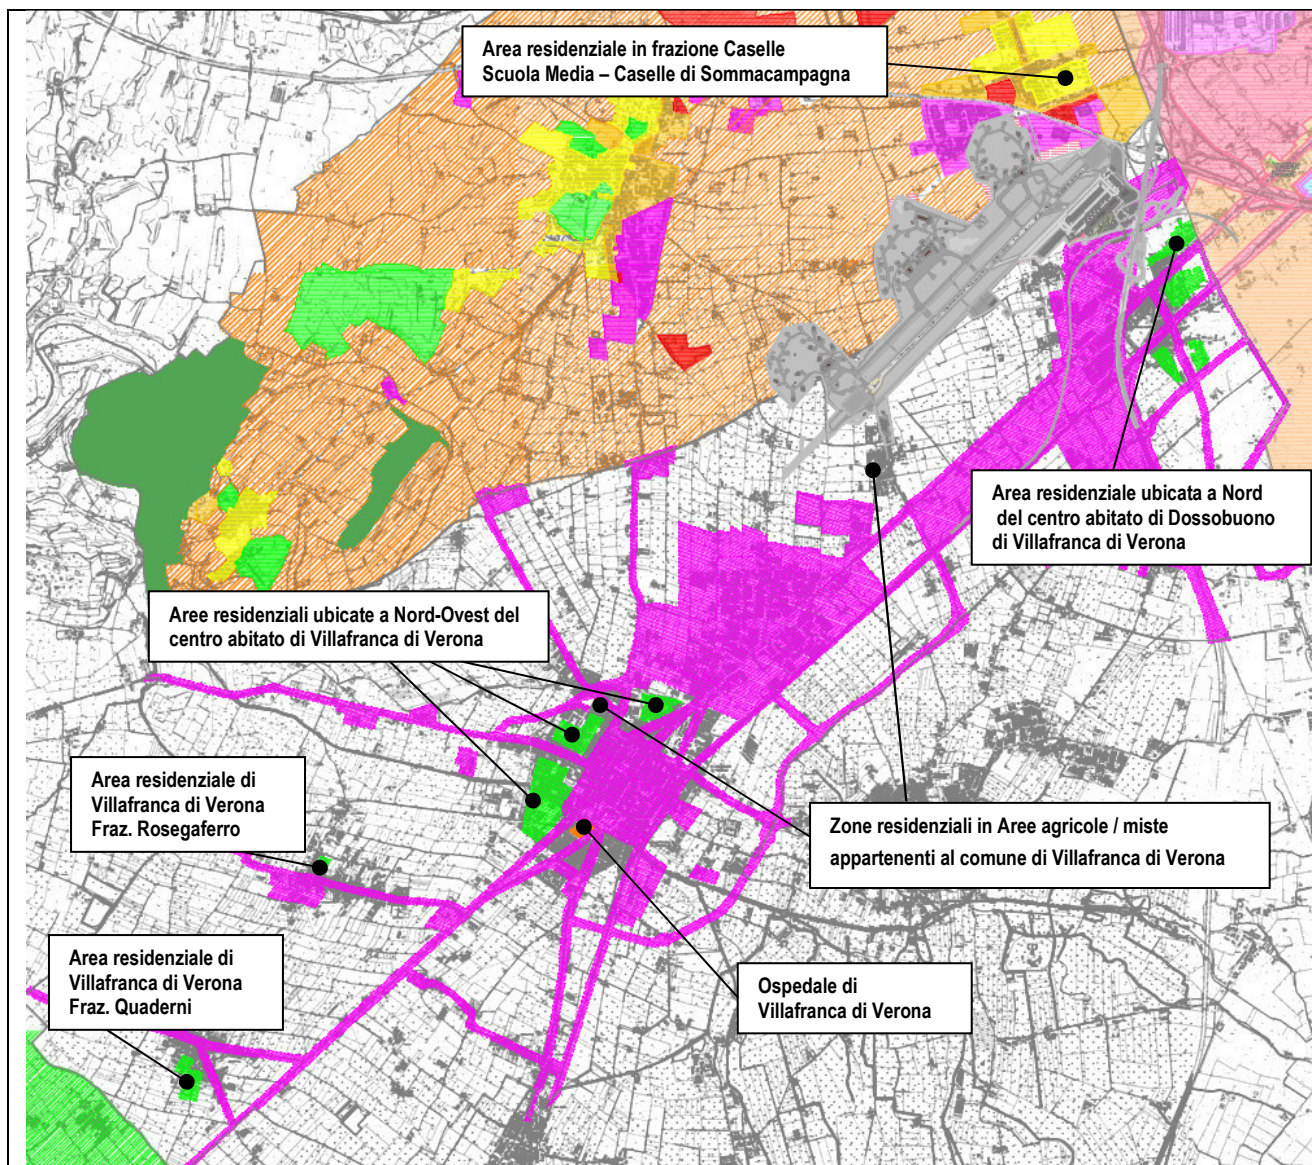 Area residenziale in frazione Caselle
Scuola Media – Caselle di Sommacampagna
Area residenziale ubicata a Nord
del centro abitato di Dossobuono
di Villafranca di Verona
Aree residenziali ubicate a Nord-Ovest del
centro abitato di Villafranca di Verona
Area residenziale di
Villafranca di Verona
Fraz. Rosegaferro
Zone residenziali in Aree agricole / miste
appartenenti al comune di Villafranca di Verona
Area residenziale di
Villafranca di Verona
Fraz. Quaderni
Ospedale di
Villafranca di Verona